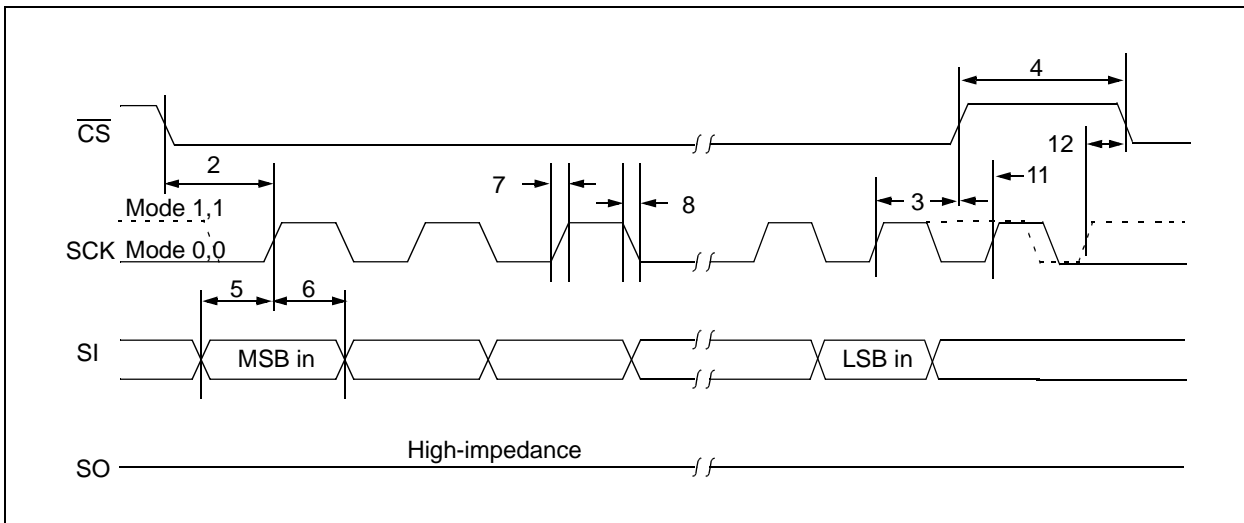 4
C̅S̅
12
2
7
8
3
11
Mode 1,1
SCK Mode 0,0
5
6
SI
MSB in
LSB in
High-impedance
SO